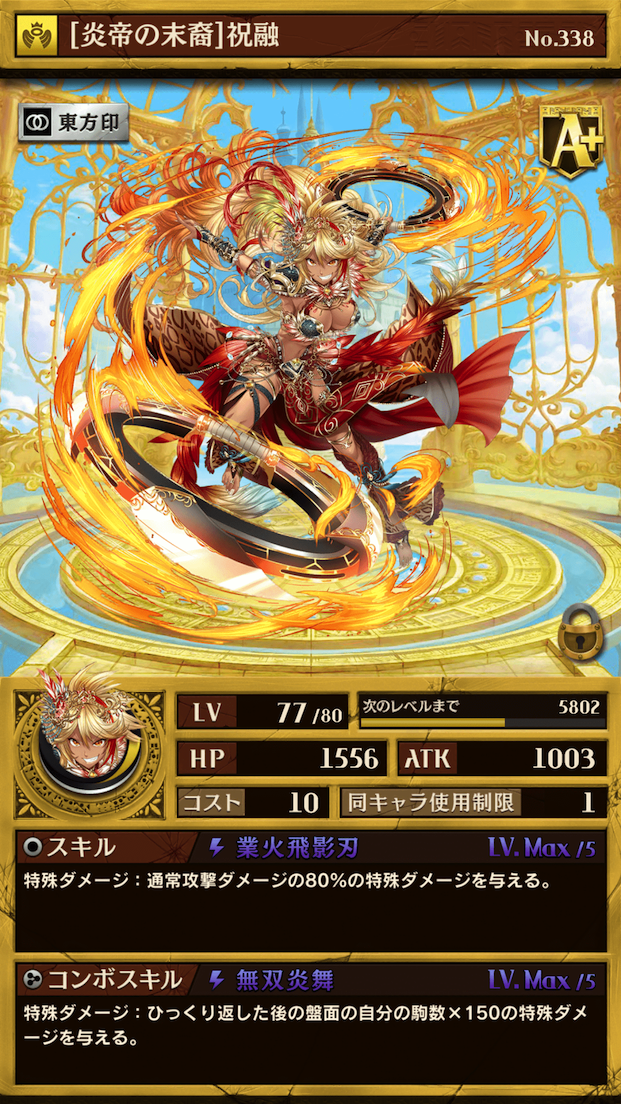 [炎帝の末裔]祝融
No.338
東方印
A+
LV 77/80
次のレベルまで 5802
HP 1556
ATK 1003
コスト 10
同キャラ使用制限 1
スキル 業火飛影刃 LV.Max/5
特殊ダメージ：通常攻撃ダメージの80%の特殊ダメージを与える。
コンボスキル 無双炎舞 LV.Max/5
特殊ダメージ：ひっくり返した後の盤面の自分の駒数×150の特殊ダメ
ージを与える。